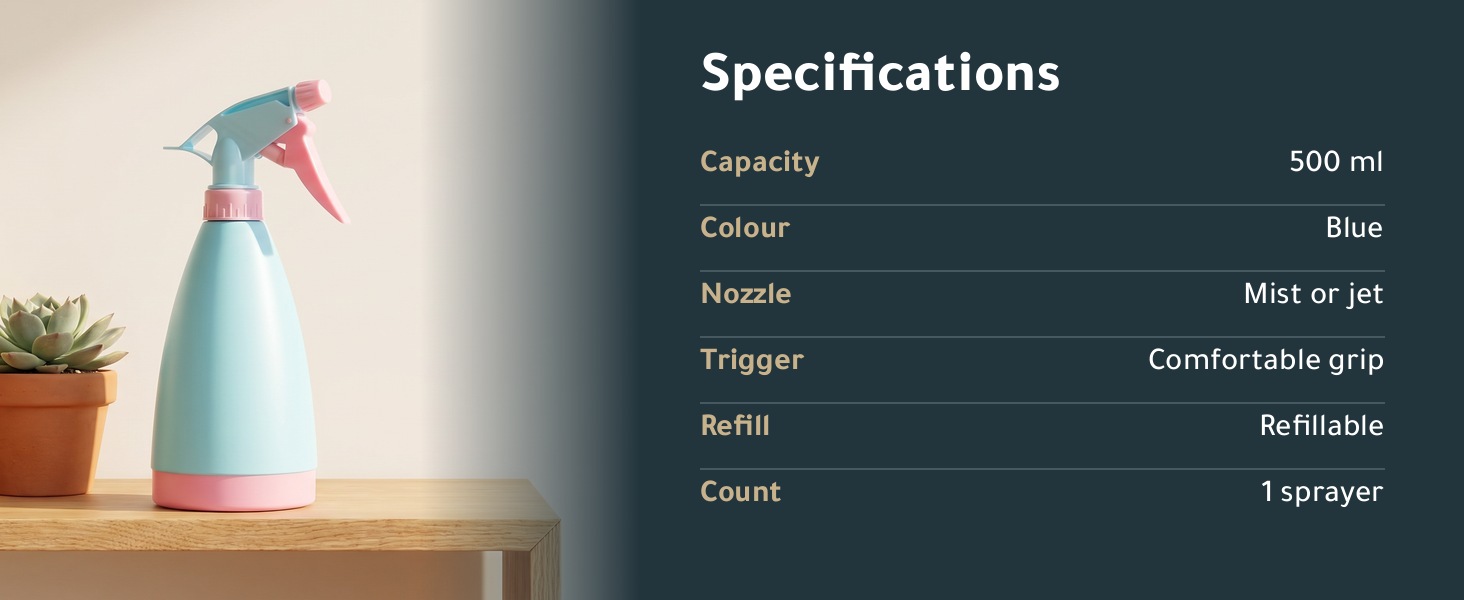 Specifications
Capacity 500 ml
Colour Blue
Nozzle Mist or jet
Trigger Comfortable grip
Refill Refillable
Count 1 sprayer